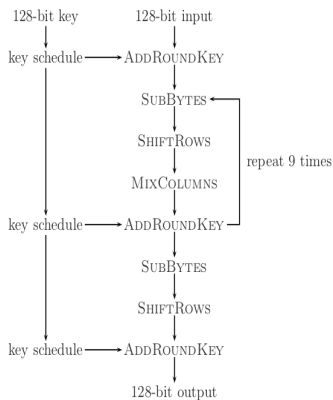 128-bit key
128-bit input
key schedule
ADDROUNDKEY
SUBBYTES
SHIFTROWS
repeat 9 times
MIXCOLUMNS
key schedule
ADDROUNDKEY
SUBBYTES
SHIFTROWS
key schedule
ADDROUNDKEY
128-bit output